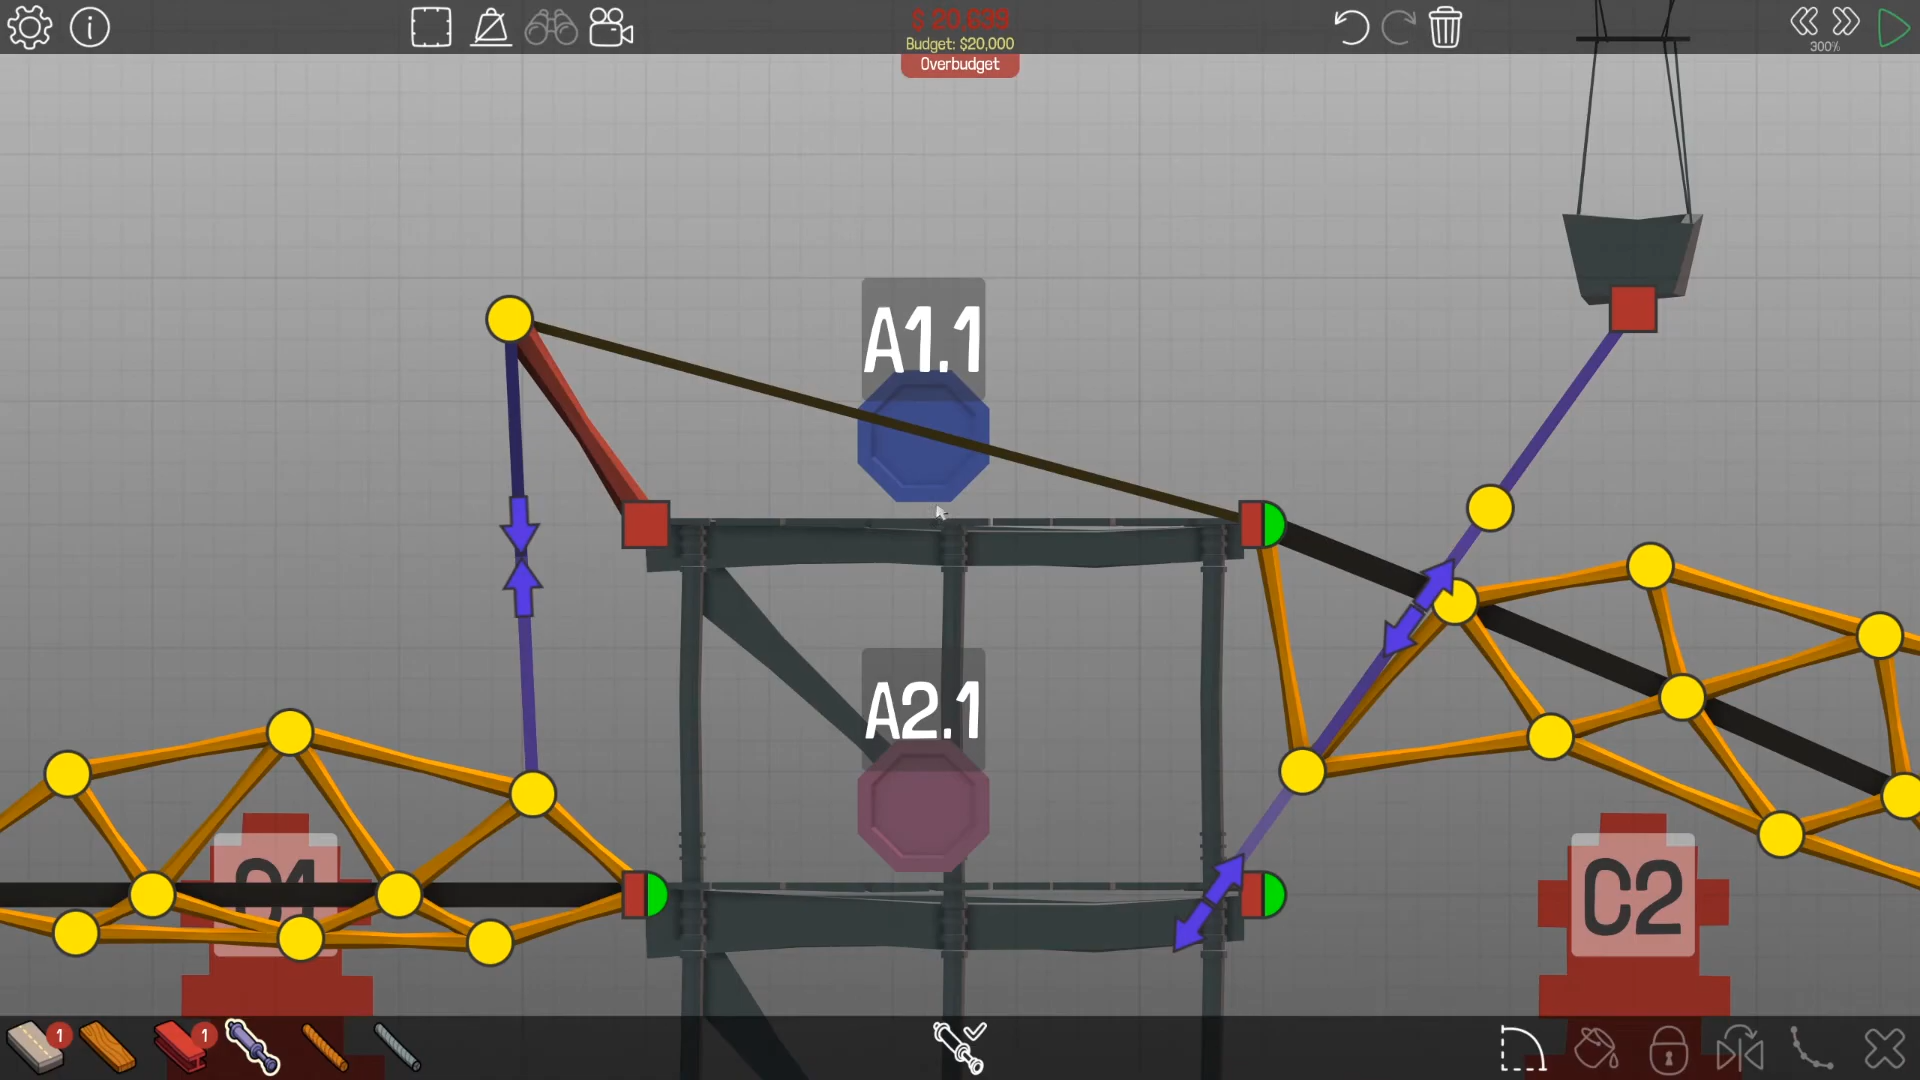 $ 20,639
Budget: $20,000
Overbudget
300%
A1.1
A2.1
C2
1
1